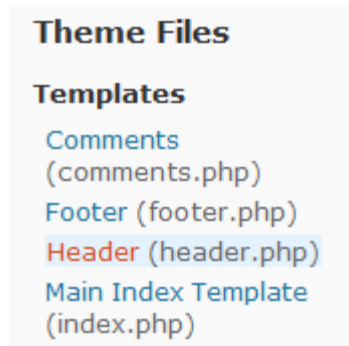 Theme Files
Templates
Comments
(comments.php)
Footer (footer.php)
Header (header.php)
Main Index Template
(index.php)